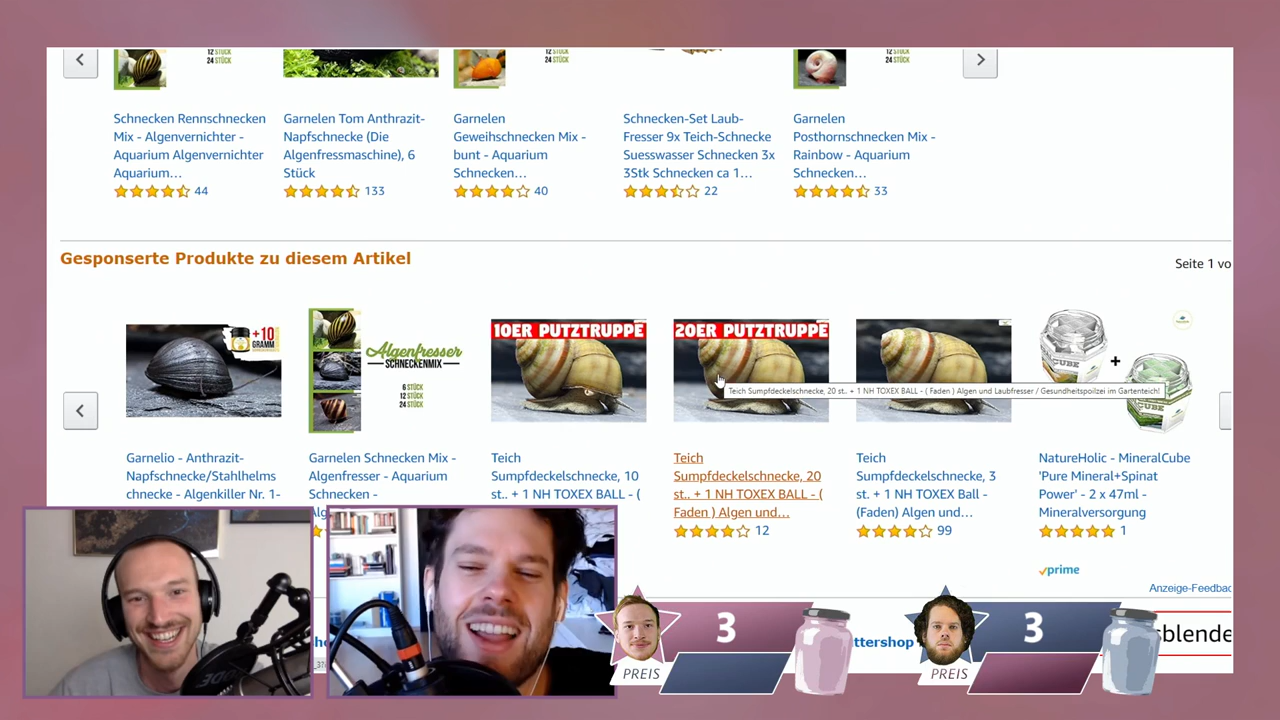 12 STÜCK
24 STÜCK
12 STÜCK
24 STÜCK
12 STÜCK
24 STÜCK
Schnecken Rennschnecken
Mix - Algenvernichter -
Aquarium Algenvernichter
Aquarium...
44
Garnelen Tom Anthrazit-
Napfschnecke (Die
Algenfressmaschine), 6
Stück
133
Garnelen
Geweihschnecken Mix -
bunt - Aquarium
Schnecken...
40
Schnecken-Set Laub-
Fresser 9x Teich-Schnecke
Suesswasser Schnecken 3x
3Stk Schnecken ca 1...
22
Garnelen
Posthornschnecken Mix -
Rainbow - Aquarium
Schnecken...
33
Gesponserte Produkte zu diesem Artikel
Seite 1 vo
+10
GRAMM
Algenfresser
SCHNECKENMIX
6 STÜCK
12 STÜCK
24 STÜCK
10ER PUTZTRUPPE
20ER PUTZTRUPPE
+
CUBE
Teich Sumpfdeckelschnecke, 20 st.. + 1 NH TOXEX BALL - ( Faden ) Algen und Laubfresser / Gesundheitspoilzei im Gartenteich!
Garnelio - Anthrazit-
Napfschnecke/Stahlhelms
chnecke - Algenkiller Nr. 1-
Garnelen Schnecken Mix -
Algenfresser - Aquarium
Schnecken -
Teich
Sumpfdeckelschnecke, 10
st.. + 1 NH TOXEX BALL - (
Teich
Sumpfdeckelschnecke, 20
st.. + 1 NH TOXEX BALL - (
Faden ) Algen und...
12
Teich
Sumpfdeckelschnecke, 3
st. + 1 NH TOXEX Ball -
(Faden) Algen und...
99
NatureHolic - MineralCube
'Pure Mineral+Spinat
Power' - 2 x 47ml -
Mineralversorgung
1
prime
Anzeige-Feedbac
ttershop
sblende
3
PREIS
3
PREIS